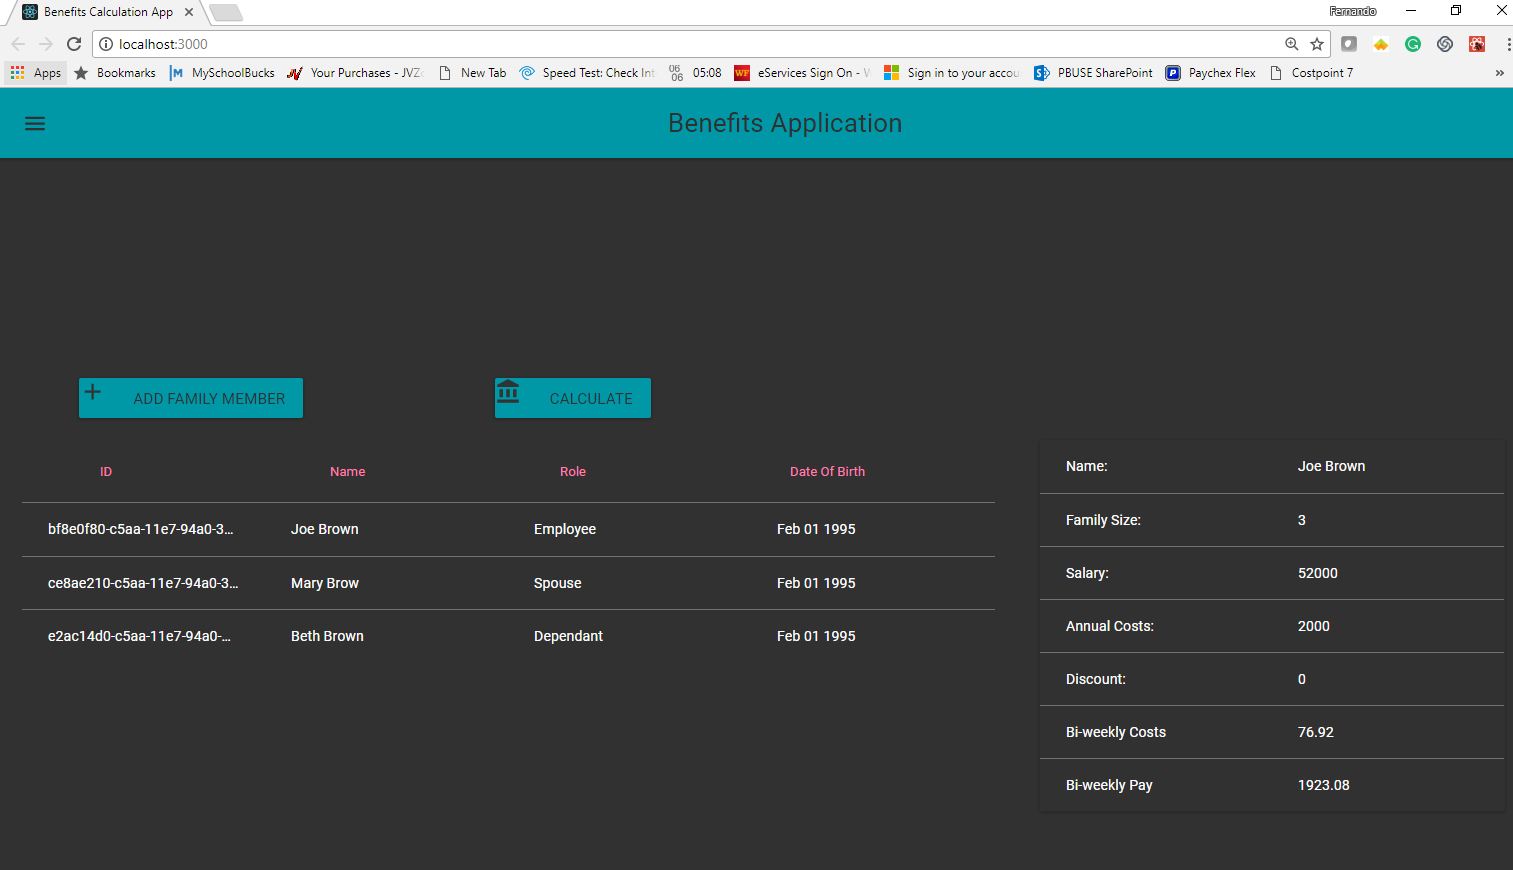 Benefits Calculation App
Fernando
localhost:3000
Apps Bookmarks MySchoolBucks Your Purchases - JVZ New Tab Speed Test: Check Int 06 06 05:08 WF eServices Sign On - Sign in to your accou PBUSE SharePoint Paychex Flex Costpoint 7 »
Benefits Application
ADD FAMILY MEMBER CALCULATE
ID Name Role Date Of Birth
bf8e0f80-c5aa-11e7-94a0-3... Joe Brown Employee Feb 01 1995
ce8ae210-c5aa-11e7-94a0-3... Mary Brow Spouse Feb 01 1995
e2ac14d0-c5aa-11e7-94a0-... Beth Brown Dependant Feb 01 1995
Name: Joe Brown
Family Size: 3
Salary: 52000
Annual Costs: 2000
Discount: 0
Bi-weekly Costs 76.92
Bi-weekly Pay 1923.08